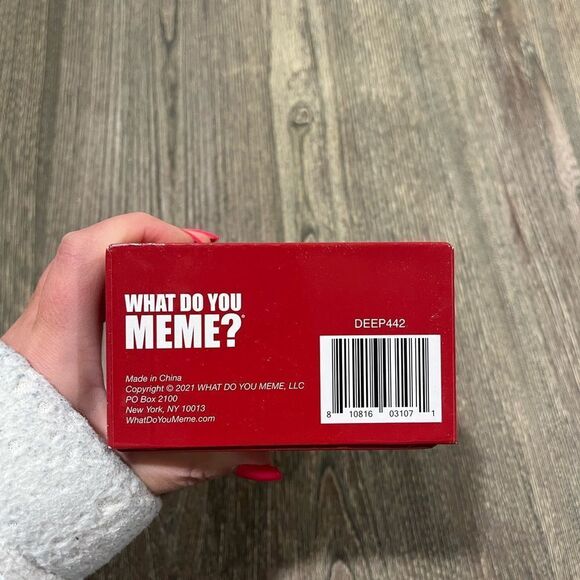 WHAT DO YOU
MEME?®
DEEP442
Made in China
Copyright © 2021 WHAT DO YOU MEME, LLC
PO Box 2100
New York, NY 10013
WhatDoYouMeme.com
8 10816 03107 1